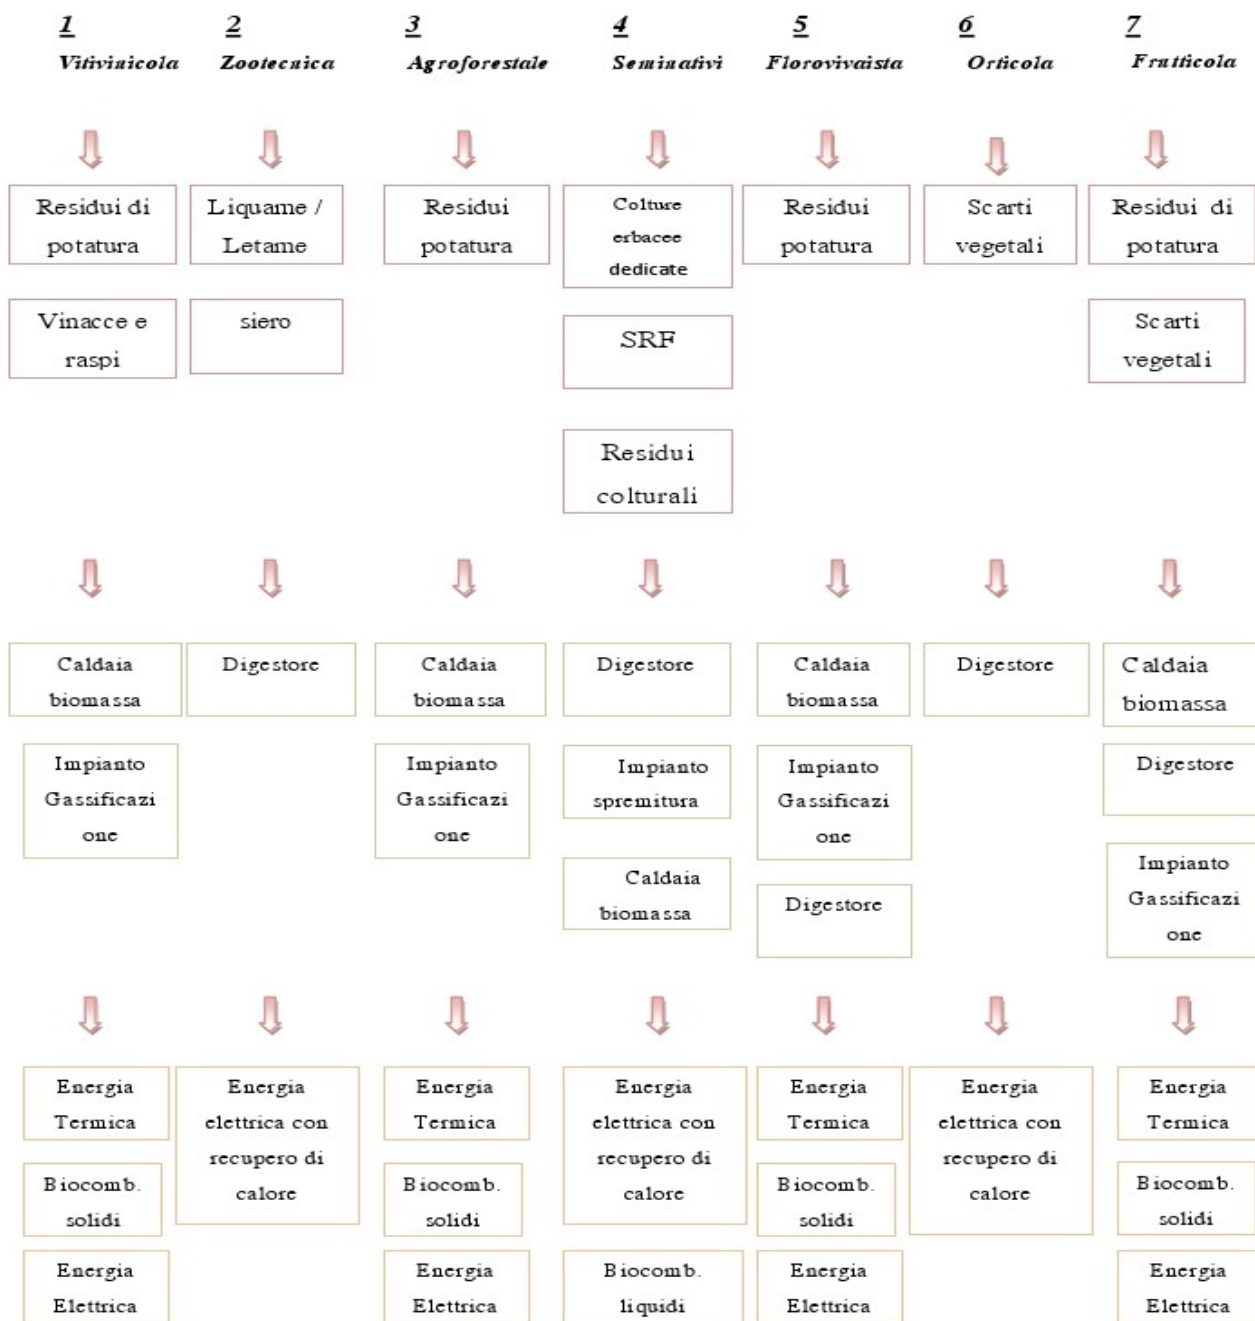 1
Vitivinicola
2
Zootecnica
3
Agroforestale
4
Seminativi
5
Florovivaista
6
Orticola
7
Frutticola
Residui di
potatura
Liquame /
Letame
Residui
potatura
Colture
erbacee
dedicate
Residui
potatura
Scarti
vegetali
Residui di
potatura
Vinacce e
raspi
siero
SRF
Scarti
vegetali
Residui
colturali
Caldaia
biomassa
Digestore
Caldaia
biomassa
Digestore
Caldaia
biomassa
Digestore
Caldaia
biomassa
Impianto
Gassificazi
one
Impianto
Gassificazi
one
Impianto
spremitura
Impianto
Gassificazi
one
Digestore
Caldaia
biomassa
Digestore
Impianto
Gassificazi
one
Energia
Termica
Energia
elettrica con
recupero di
calore
Energia
Termica
Energia
elettrica con
recupero di
calore
Energia
Termica
Energia
elettrica con
recupero di
calore
Energia
Termica
Biocomb.
solidi
Biocomb.
solidi
Biocomb.
solidi
Biocomb.
solidi
Energia
Elettrica
Energia
Elettrica
Biocomb.
liquidi
Energia
Elettrica
Energia
Elettrica